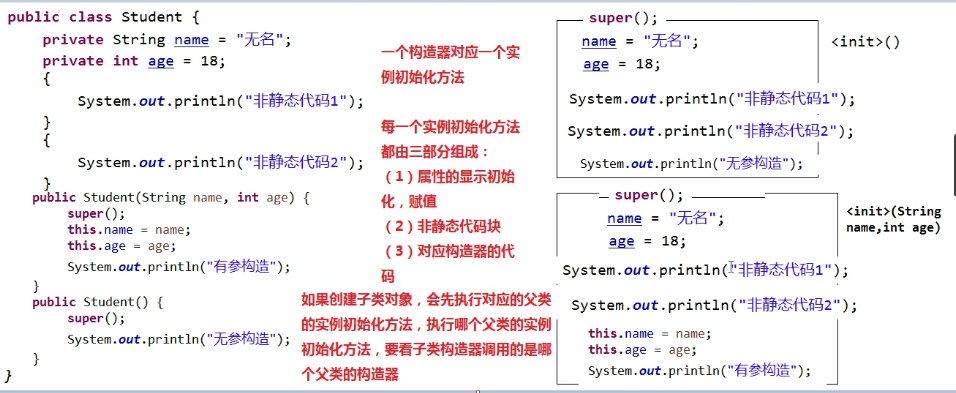 public class Student {
private String name = "无名";
private int age = 18;
{
System.out.println("非静态代码1");
}
{
System.out.println("非静态代码2");
}
public Student(String name, int age) {
super();
this.name = name;
this.age = age;
System.out.println("有参构造");
}
public Student() {
super();
System.out.println("无参构造");
}
}
一个构造器对应一个实
例初始化方法
每一个实例初始化方法
都由三部分组成：
（1）属性的显示初始
化，赋值
（2）非静态代码块
（3）对应构造器的代
码
如果创建子类对象，会先执行对应的父类
的实例初始化方法，执行哪个父类的实例
初始化方法，要看子类构造器调用的是哪
个父类的构造器
super();
name = "无名";
age = 18;
System.out.println("非静态代码1");
System.out.println("非静态代码2");
System.out.println("无参构造");
<init>()
super();
name = "无名";
age = 18;
System.out.println("非静态代码1");
System.out.println("非静态代码2");
this.name = name;
this.age = age;
System.out.println("有参构造");
<init>(String
name,int age)